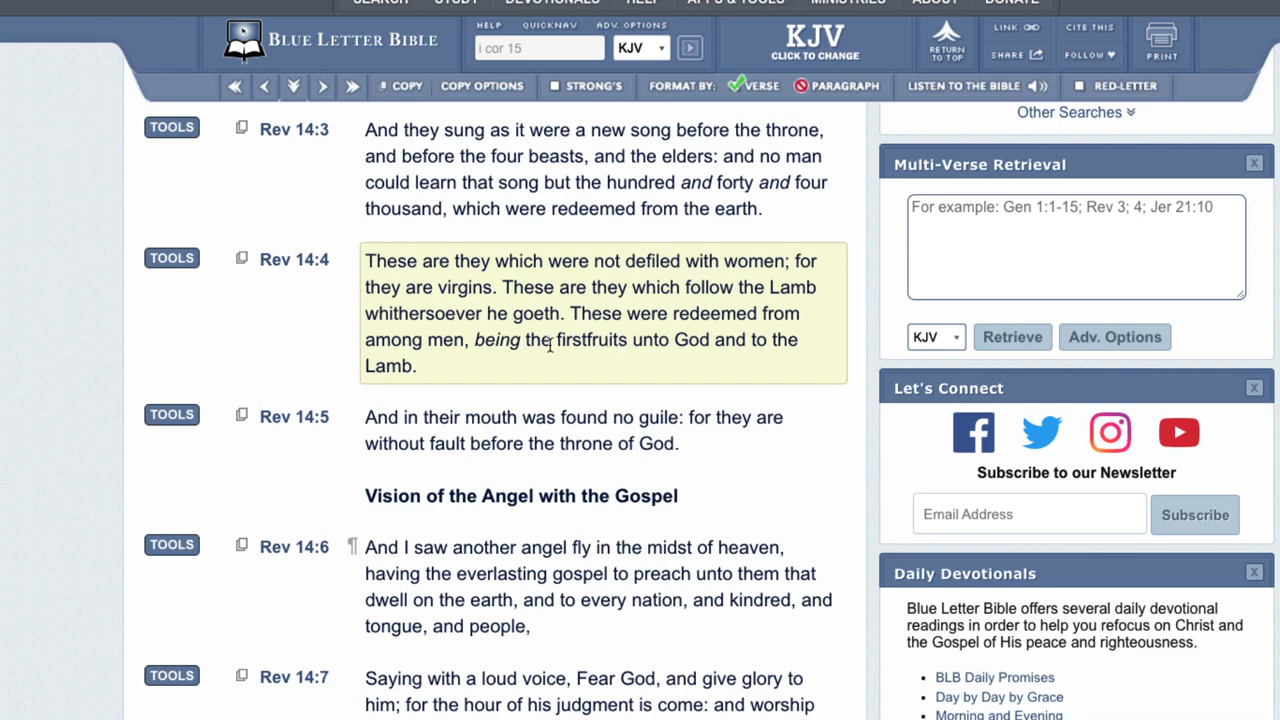 SEARCH STUDY DEVOTIONALS HELP APPS & TOOLS MINISTRIES ABOUT DONATE
BLUE LETTER BIBLE
HELP QUICKNAV ADV. OPTIONS
i cor 15 KJV
KJV
CLICK TO CHANGE
RETURN
TO TOP
LINK
SHARE
CITE THIS
FOLLOW
PRINT
COPY COPY OPTIONS STRONG'S FORMAT BY: VERSE PARAGRAPH LISTEN TO THE BIBLE RED-LETTER
TOOLS Rev 14:3 And they sung as it were a new song before the throne,
and before the four beasts, and the elders: and no man
could learn that song but the hundred and forty and four
thousand, which were redeemed from the earth.
TOOLS Rev 14:4 These are they which were not defiled with women; for
they are virgins. These are they which follow the Lamb
whithersoever he goeth. These were redeemed from
among men, being the firstfruits unto God and to the
Lamb.
TOOLS Rev 14:5 And in their mouth was found no guile: for they are
without fault before the throne of God.
Vision of the Angel with the Gospel
TOOLS Rev 14:6 ¶ And I saw another angel fly in the midst of heaven,
having the everlasting gospel to preach unto them that
dwell on the earth, and to every nation, and kindred, and
tongue, and people,
TOOLS Rev 14:7 Saying with a loud voice, Fear God, and give glory to
him; for the hour of his judgment is come: and worship
Other Searches
Multi-Verse Retrieval X
For example: Gen 1:1-15; Rev 3; 4; Jer 21:10
KJV Retrieve Adv. Options
Let's Connect X
Subscribe to our Newsletter
Email Address Subscribe
Daily Devotionals X
Blue Letter Bible offers several daily devotional
readings in order to help you refocus on Christ and
the Gospel of His peace and righteousness.
• BLB Daily Promises
• Day by Day by Grace
• Morning and Evening